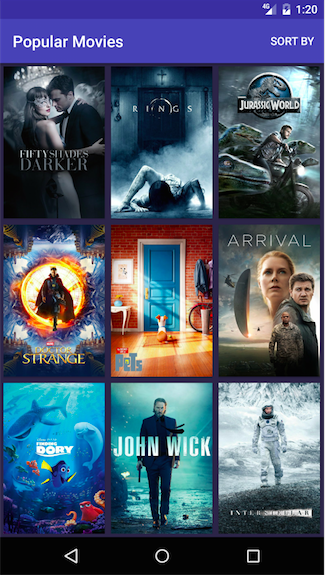 4G 1:20
Popular Movies SORT BY
FIFTY SHADES
DARKER
RINGS
JURASSIC WORLD
DOCTOR
STRANGE
PETS
ARRIVAL
FINDING
DORY
JOHN WICK
INTERSTELLAR